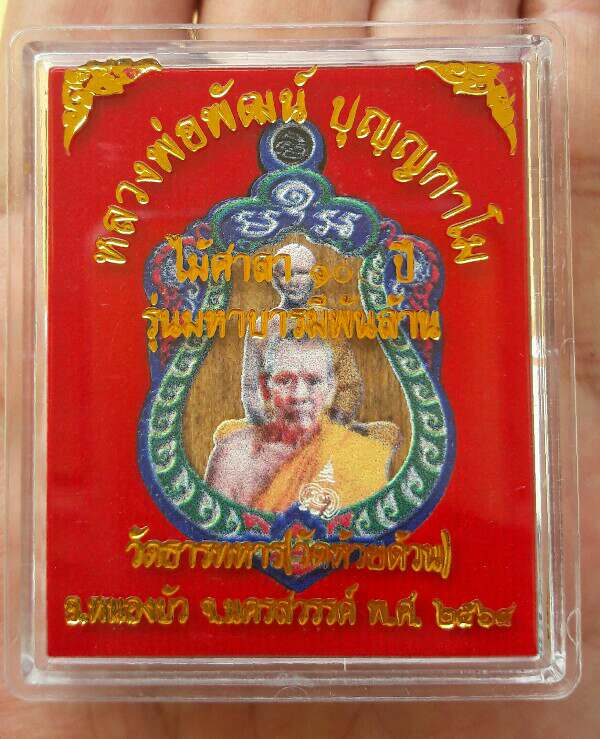 หลวงพ่อพัฒน์ ปุญฺญกาโม
ไม้ศาลา ๑๐๐ ปี
รุ่นมหาบารมีพันล้าน
วัดธารทหาร(วัดห้วยด้วน)
อ.หนองบัว จ.นครสวรรค์ พ.ศ. ๒๕๖๔